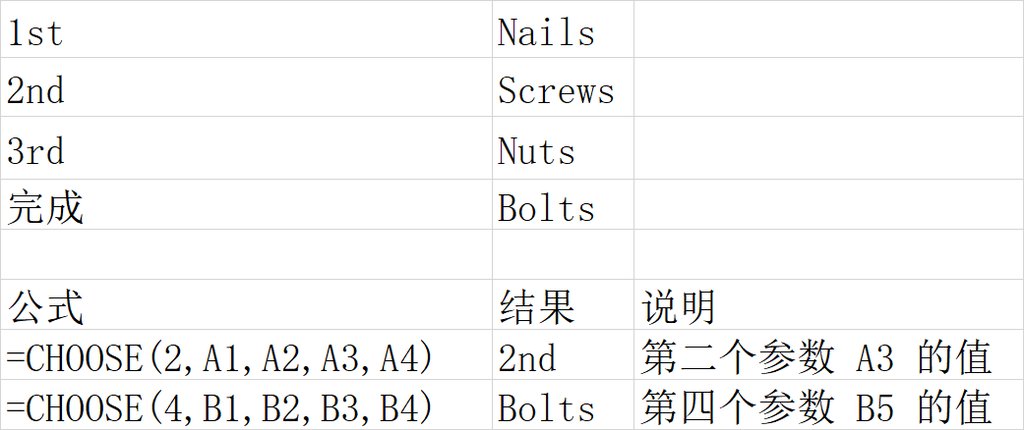 1st Nails
2nd Screws
3rd Nuts
完成 Bolts
公式 结果 说明
=CHOOSE(2,A1,A2,A3,A4) 2nd 第二个参数 A3 的值
=CHOOSE(4,B1,B2,B3,B4) Bolts 第四个参数 B5 的值